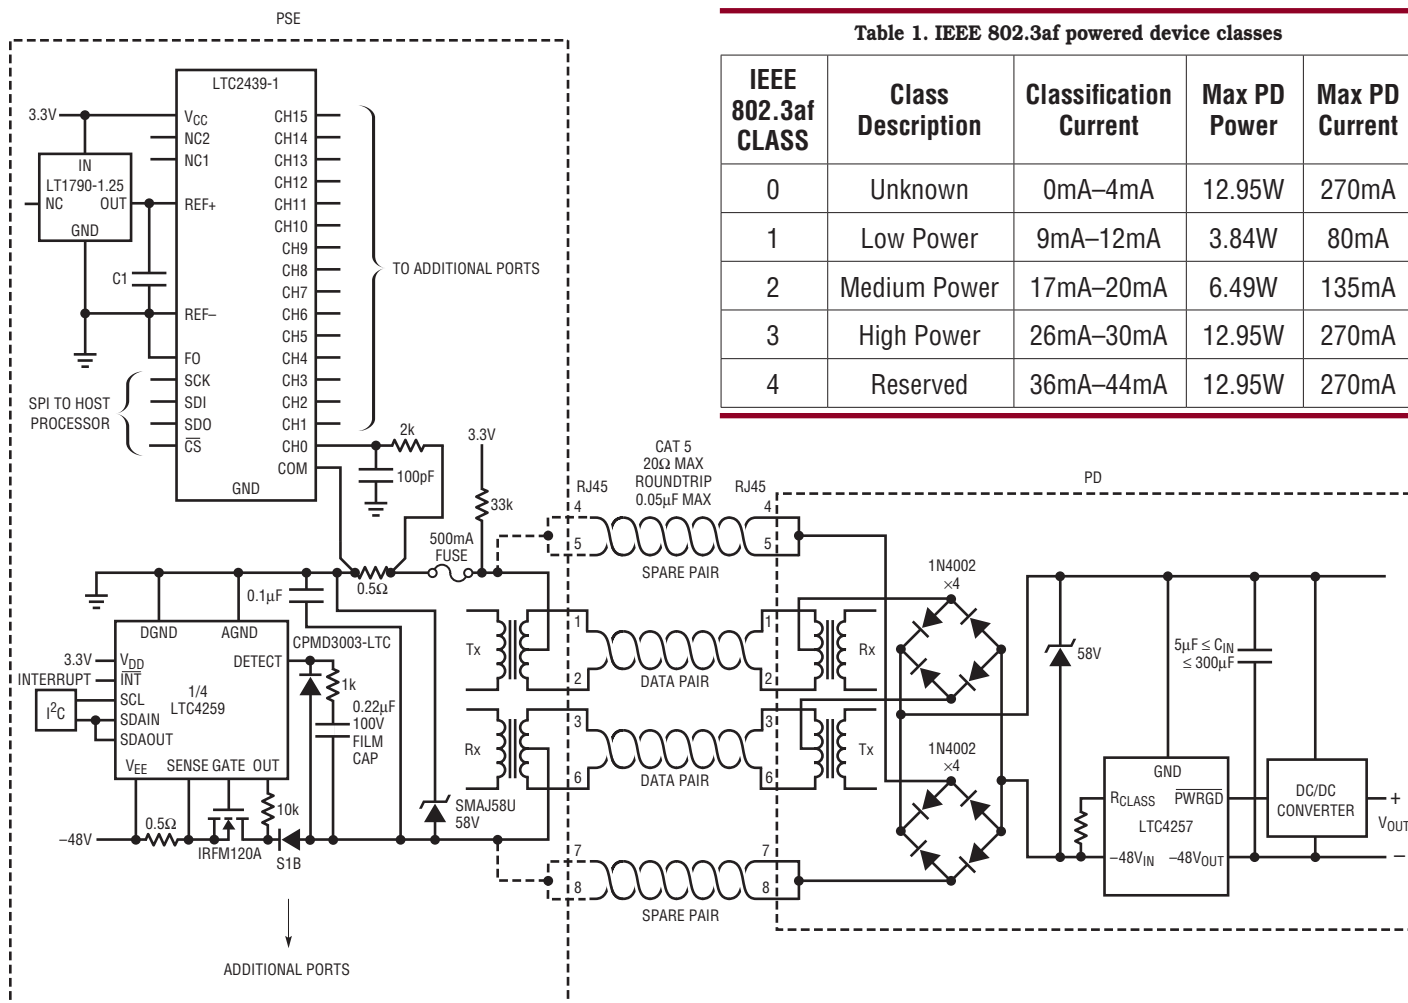 PSE
LTC2439-1
3.3V
VCC
NC2
NC1
IN
LT1790-1.25
NC OUT
GND
REF+
C1
REF–
FO
SCK
SDI
SDO
CS
SPI TO HOST
PROCESSOR
CH15
CH14
CH13
CH12
CH11
CH10
CH9
CH8
CH7
CH6
CH5
CH4
CH3
CH2
CH1
CH0
COM
GND
TO ADDITIONAL PORTS
2k
100pF
3.3V
33k
500mA
FUSE
0.5Ω
0.1µF
DGND
AGND
CPMD3003-LTC
3.3V
VDD
INTERRUPT
INT
DETECT
1/4
LTC4259
I2C
SCL
SDAIN
SDAOUT
1k
0.22µF
100V
FILM
CAP
VEE
SENSE GATE OUT
10k
–48V
0.5Ω
IRFM120A
S1B
SMAJ58U
58V
ADDITIONAL PORTS
Tx
Rx
Table 1. IEEE 802.3af powered device classes
IEEE 802.3af CLASS | Class Description | Classification Current | Max PD Power | Max PD Current
0 | Unknown | 0mA–4mA | 12.95W | 270mA
1 | Low Power | 9mA–12mA | 3.84W | 80mA
2 | Medium Power | 17mA–20mA | 6.49W | 135mA
3 | High Power | 26mA–30mA | 12.95W | 270mA
4 | Reserved | 36mA–44mA | 12.95W | 270mA
CAT 5
20Ω MAX
ROUNDTRIP
0.05µF MAX
RJ45
RJ45
4
4
5
5
SPARE PAIR
1
1
2
2
DATA PAIR
3
3
6
6
DATA PAIR
7
7
8
8
SPARE PAIR
PD
Rx
Tx
1N4002
×4
1N4002
×4
58V
5µF ≤ CIN
≤ 300µF
GND
RCLASS
PWRGD
LTC4257
–48VIN
–48VOUT
DC/DC
CONVERTER
+
VOUT
–